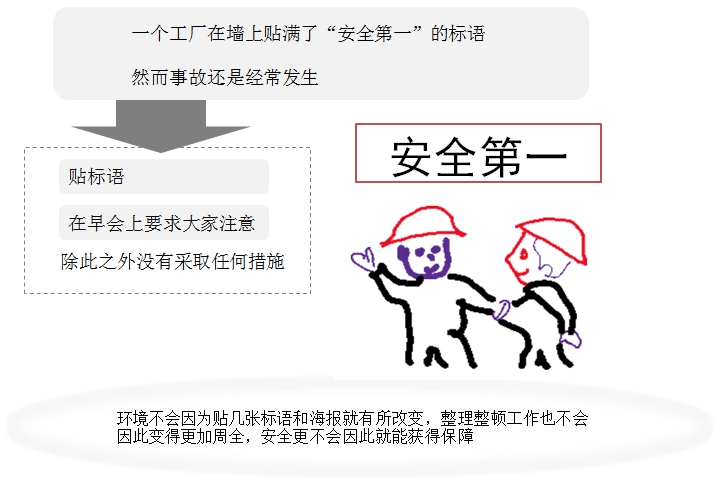 一个工厂在墙上贴满了“安全第一”的标语
然而事故还是经常发生
贴标语
在早会上要求大家注意
除此之外没有采取任何措施
安全第一
环境不会因为贴几张标语和海报就有所改变，整理整顿工作也不会
因此变得更加周全，安全更不会因此就能获得保障